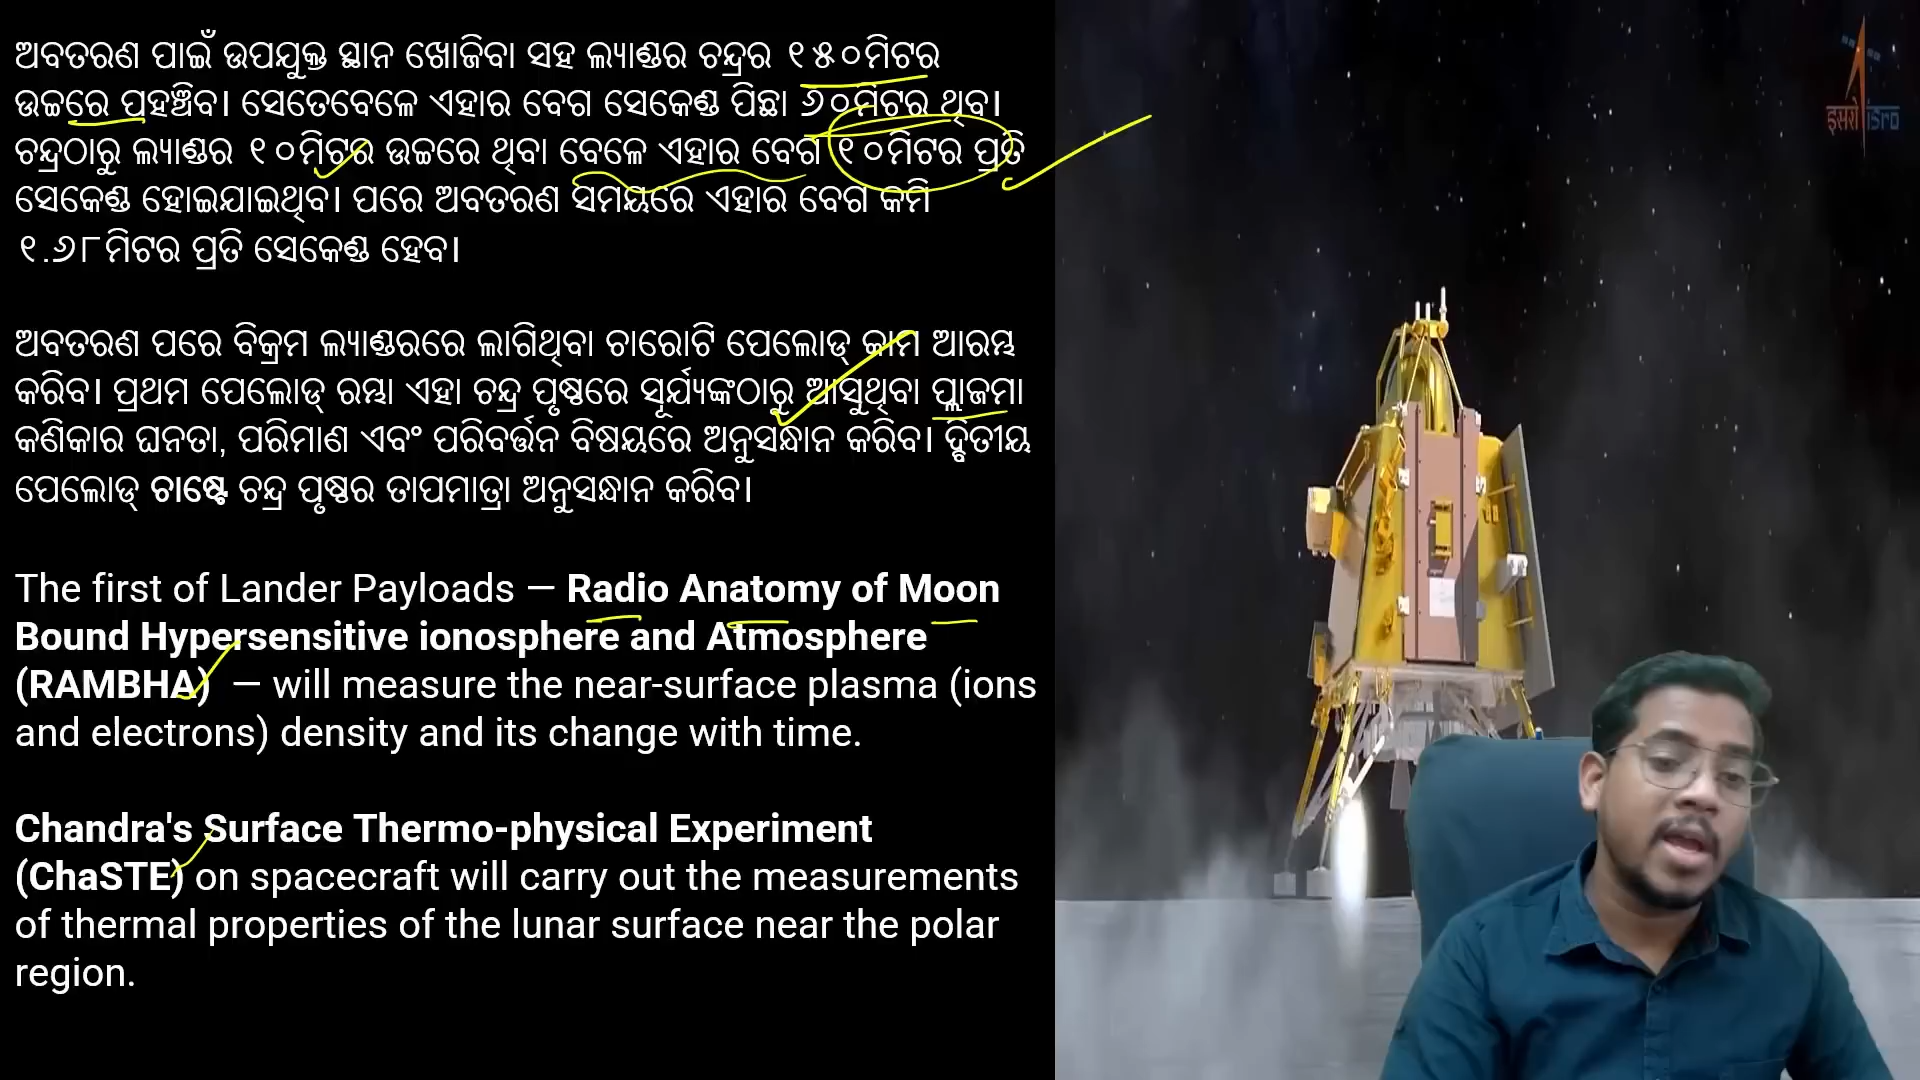 ଅବତରଣ ପାଇଁ ଉପଯୁକ୍ତ ସ୍ଥାନ ଖୋଜିବା ସହ ଲ୍ୟାଣ୍ଡର ଚନ୍ଦ୍ରର ୧୫୦ମିଟର
ଉଚ୍ଚରେ ପହଞ୍ଚିବ। ସେତେବେଳେ ଏହାର ବେଗ ସେକେଣ୍ଡ ପିଛା ୬୦ମିଟର ଥିବ।
ଚନ୍ଦ୍ରଠାରୁ ଲ୍ୟାଣ୍ଡର ୧୦ମିଟର ଉଚ୍ଚରେ ଥିବା ବେଳେ ଏହାର ବେଗ ୧୦ମିଟର ପ୍ରତି
ସେକେଣ୍ଡ ହୋଇଯାଇଥିବ। ପରେ ଅବତରଣ ସମୟରେ ଏହାର ବେଗ କମି
୧.୬୮ମିଟର ପ୍ରତି ସେକେଣ୍ଡ ହେବ।
ଅବତରଣ ପରେ ବିକ୍ରମ ଲ୍ୟାଣ୍ଡରରେ ଲାଗିଥିବା ଚାରୋଟି ପେଲୋଡ୍ କାମ ଆରମ୍ଭ
କରିବ। ପ୍ରଥମ ପେଲୋଡ୍ ରମ୍ଭା ଏହା ଚନ୍ଦ୍ର ପୃଷ୍ଠରେ ସୂର୍ଯ୍ୟଙ୍କଠାରୁ ଆସୁଥିବା ପ୍ଲାଜମା
କଣିକାର ଘନତା, ପରିମାଣ ଏବଂ ପରିବର୍ତ୍ତନ ବିଷୟରେ ଅନୁସନ୍ଧାନ କରିବ। ଦ୍ୱିତୀୟ
ପେଲୋଡ୍ ଚାଷ୍ଟେ ଚନ୍ଦ୍ର ପୃଷ୍ଠର ତାପମାତ୍ରା ଅନୁସନ୍ଧାନ କରିବ।
The first of Lander Payloads — Radio Anatomy of Moon
Bound Hypersensitive ionosphere and Atmosphere
(RAMBHA) — will measure the near-surface plasma (ions
and electrons) density and its change with time.
Chandra's Surface Thermo-physical Experiment
(ChaSTE) on spacecraft will carry out the measurements
of thermal properties of the lunar surface near the polar
region.
इसरो isro